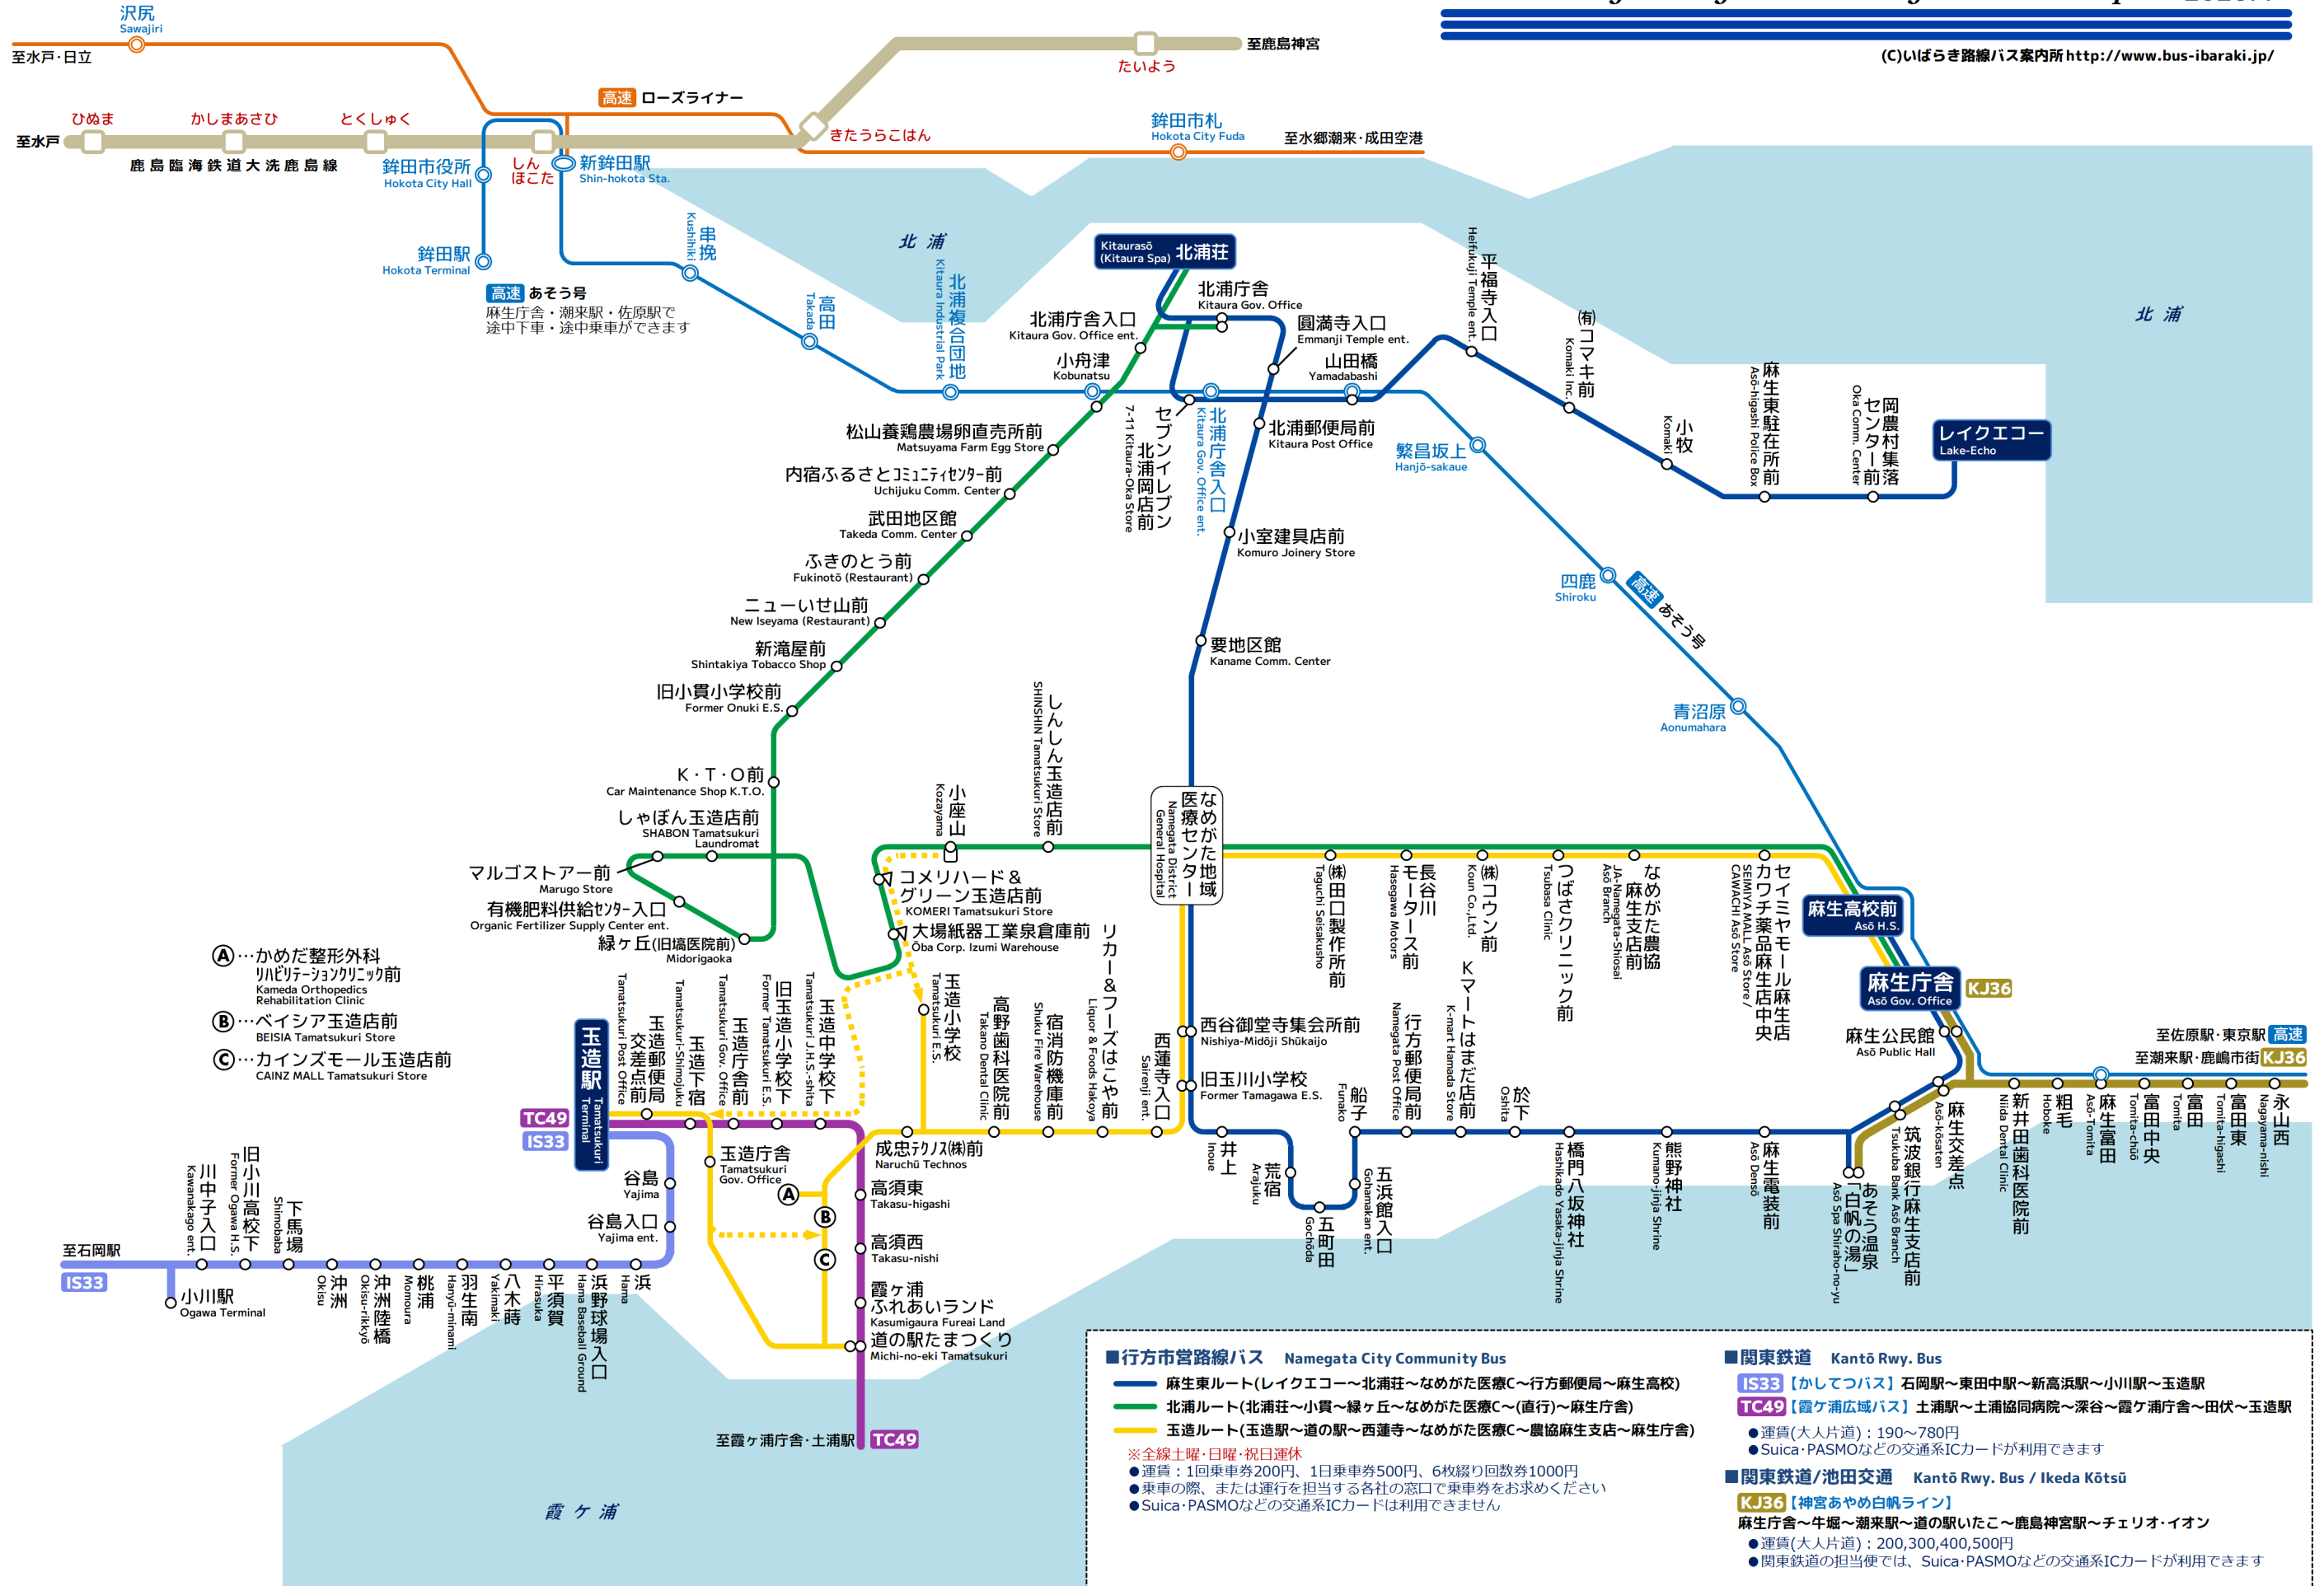 (C)いばらき路線バス案内所http://www.bus-ibaraki.jp/
沢尻
Sawajiri
至水戸・日立
至鹿島神宮
たいよう
高速 ローズライナー
ひぬま
かしまあさひ
とくしゅく
至水戸
鹿島臨海鉄道大洗鹿島線
きたうらこはん
鉾田市札
Hokota City Fuda
至水郷潮来・成田空港
鉾田市役所
Hokota City Hall
しん
ほこた
新鉾田駅
Shin-hokota Sta.
鉾田駅
Hokota Terminal
高速 あそう号
麻生庁舎・潮来駅・佐原駅で
途中下車・途中乗車ができます
串挽
Kushihiki
高田
Takada
北浦
北浦複合団地
Kitaura Industrial Park
Kitaurasō
(Kitaura Spa)
北浦荘
北浦庁舎
Kitaura Gov. Office
北浦庁舎入口
Kitaura Gov. Office ent.
圓満寺入口
Emmanji Temple ent.
小舟津
Kobunatsu
山田橋
Yamadabashi
平福寺入口
Heifukuji Temple ent.
㈲コマキ前
Komaki Inc.
小牧
Komaki
麻生東駐在所前
Asō-higashi Police Box
岡農村集落
センター前
Oka Comm. Center
レイクエコー
Lake-Echo
北浦
松山養鶏農場卵直売所前
Matsuyama Farm Egg Store
セブンイレブン
北浦岡店前
7-11 Kitaura-Oka Store
北浦庁舎入口
Kitaura Gov. Office ent.
北浦郵便局前
Kitaura Post Office
繁昌坂上
Hanjō-sakaue
内宿ふるさとコミュニティセンター前
Uchijuku Comm. Center
武田地区館
Takeda Comm. Center
小室建具店前
Komuro Joinery Store
ふきのとう前
Fukinotō (Restaurant)
四鹿
Shiroku
高速 あそう号
ニューいせ山前
New Iseyama (Restaurant)
新滝屋前
Shintakiya Tobacco Shop
要地区館
Kaname Comm. Center
旧小貫小学校前
Former Onuki E.S.
青沼原
Aonumahara
K・T・O前
Car Maintenance Shop K.T.O.
しゃぼん玉造店前
SHABON Tamatsukuri
Laundromat
マルゴストアー前
Marugo Store
有機肥料供給センター入口
Organic Fertilizer Supply Center ent.
緑ヶ丘(旧塙医院前)
Midorigaoka
小座山
Kozayama
しんしん玉造店前
SHINSHIN Tamatsukuri Store
コメリハード&
グリーン玉造店前
KOMERI Tamatsukuri Store
大場紙器工業泉倉庫前
Ōba Corp. Izumi Warehouse
なめがた地域
医療センター
Namegata District
General Hospital
㈱田口製作所前
Taguchi Seisakusho
長谷川
モータース前
Hasegawa Motors
㈱コウン前
Koun Co.,Ltd.
つばさクリニック前
Tsubasa Clinic
なめがた農協
麻生支店前
JA-Namegata-Shiosai
Asō Branch
セイミヤモール麻生店
カワチ薬品麻生店中央
SEIMIYA MALL Asō Store /
CAWACHI Asō Store
麻生高校前
Asō H.S.
麻生庁舎
Asō Gov. Office
KJ36
麻生公民館
Asō Public Hall
至佐原駅・東京駅 高速
至潮来駅・鹿嶋市街 KJ36
A…かめだ整形外科
リハビリテーションクリニック前
Kameda Orthopedics
Rehabilitation Clinic
B…ベイシア玉造店前
BEISIA Tamatsukuri Store
C…カインズモール玉造店前
CAINZ MALL Tamatsukuri Store
玉造駅
Tamatsukuri
Terminal
TC49
IS33
玉造郵便局
交差点前
Tamatsukuri Post Office
玉造下宿
Tamatsukuri-Shimojuku
玉造庁舎前
Tamatsukuri Gov. Office
旧玉造小学校下
Former Tamatsukuri E.S.
玉造中学校下
Tamatsukuri J.H.S.-shita
玉造小学校
Tamatsukuri E.S.
高野歯科医院前
Takano Dental Clinic
宿消防機庫前
Shuku Fire Warehouse
リカー&フーズはこや前
Liquor & Foods Hakoya
西蓮寺入口
Sairenji ent.
西谷御堂寺集会所前
Nishiya-Midōji Shūkaijo
旧玉川小学校
Former Tamagawa E.S.
船子
Funako
行方郵便局前
Namegata Post Office
Kマートはまだ店前
K-mart Hamada Store
於下
Oshita
成忠テクノス㈱前
Naruchū Technos
玉造庁舎
Tamatsukuri
Gov. Office
A
B
C
高須東
Takasu-higashi
高須西
Takasu-nishi
霞ヶ浦
ふれあいランド
Kasumigaura Fureai Land
道の駅たまつくり
Michi-no-eki Tamatsukuri
至霞ヶ浦庁舎・土浦駅 TC49
井上
Inoue
荒宿
Arajuku
五町田
Gochōda
五浜館入口
Gohamakan ent.
橋門八坂神社
Hashikado Yasaka-jinja Shrine
熊野神社
Kumano-jinja Shrine
麻生電装前
Asō Densō
あそう温泉
「白帆の湯」
Asō Spa Shiraho-no-yu
筑波銀行麻生支店前
Tsukuba Bank Asō Branch
麻生交差点
Asō-kōsaten
新井田歯科医院前
Niida Dental Clinic
粗毛
Hoboke
麻生富田
Asō-Tomita
富田中央
Tomita-chūō
富田
Tomita
富田東
Tomita-higashi
永山西
Nagayama-nishi
谷島
Yajima
谷島入口
Yajima ent.
至石岡駅
IS33
小川駅
Ogawa Terminal
川中子入口
Kawanakago ent.
旧小川高校下
Former Ogawa H.S.
下馬場
Shimobaba
沖洲
Okisu
沖洲陸橋
Okisu-rikkyō
桃浦
Momoura
羽生南
Hanyū-minami
八木蒔
Yakimaki
平須賀
Hirasuka
浜野球場入口
Hama Baseball Ground
浜
Hama
霞ケ浦
■行方市営路線バス Namegata City Community Bus
麻生東ルート(レイクエコー〜北浦荘〜なめがた医療C〜行方郵便局〜麻生高校)
北浦ルート(北浦荘〜小貫〜緑ヶ丘〜なめがた医療C〜(直行)〜麻生庁舎)
玉造ルート(玉造駅〜道の駅〜西蓮寺〜なめがた医療C〜農協麻生支店〜麻生庁舎)
※全線土曜・日曜・祝日運休
●運賃：1回乗車券200円、1日乗車券500円、6枚綴り回数券1000円
●乗車の際、または運行を担当する各社の窓口で乗車券をお求めください
●Suica・PASMOなどの交通系ICカードは利用できません
■関東鉄道 Kantō Rwy. Bus
IS33【かしてつバス】石岡駅〜東田中駅〜新高浜駅〜小川駅〜玉造駅
TC49【霞ケ浦広域バス】土浦駅〜土浦協同病院〜深谷〜霞ケ浦庁舎〜田伏〜玉造駅
●運賃(大人片道)：190〜780円
●Suica・PASMOなどの交通系ICカードが利用できます
■関東鉄道/池田交通 Kantō Rwy. Bus / Ikeda Kōtsū
KJ36【神宮あやめ白帆ライン】
麻生庁舎〜牛堀〜潮来駅〜道の駅いたこ〜鹿島神宮駅〜チェリオ・イオン
●運賃(大人片道)：200,300,400,500円
●関東鉄道の担当便では、Suica・PASMOなどの交通系ICカードが利用できます